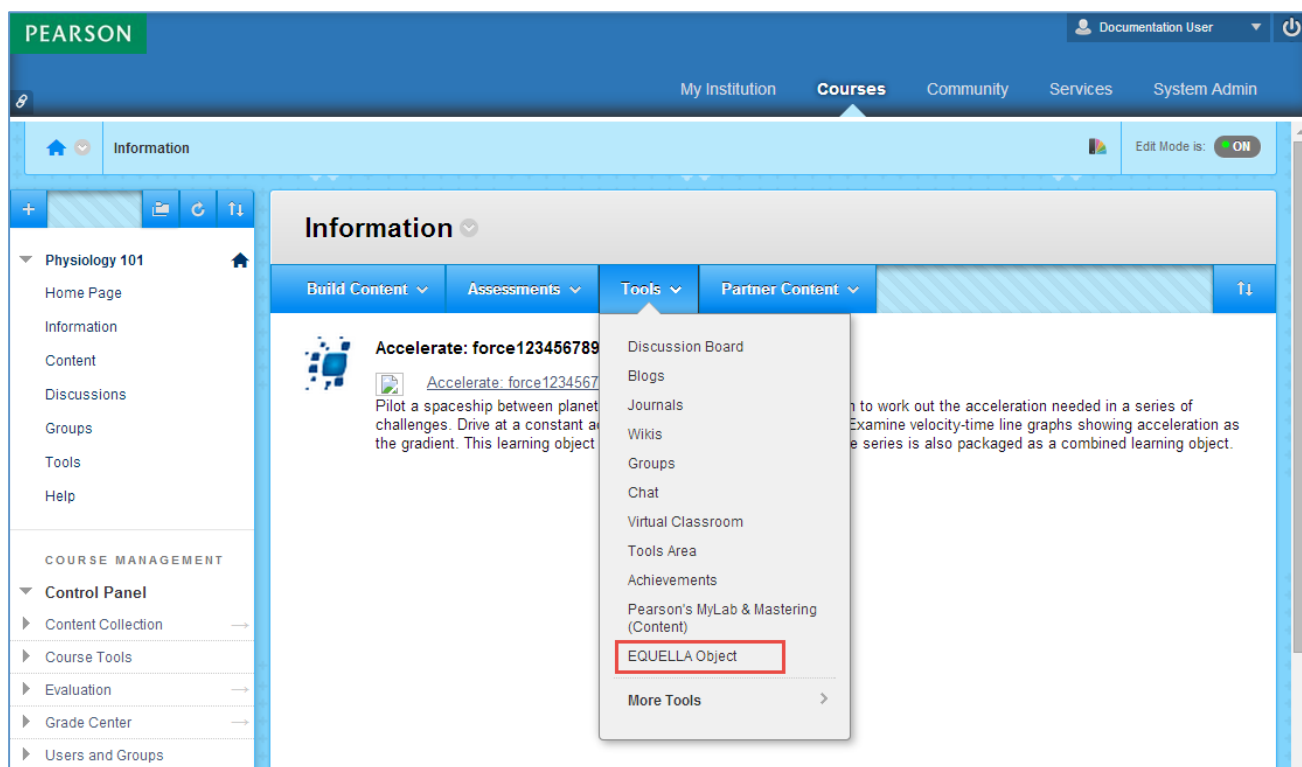 PEARSON
Documentation User
My Institution
Courses
Community
Services
System Admin
Information
Edit Mode is: ON
Physiology 101
Home Page
Information
Content
Discussions
Groups
Tools
Help
COURSE MANAGEMENT
Control Panel
Content Collection
Course Tools
Evaluation
Grade Center
Users and Groups
Information
Build Content
Assessments
Tools
Partner Content
Accelerate: force123456789
Accelerate: force1234567
Pilot a spaceship between planet
challenges. Drive at a constant
the gradient. This learning object
to work out the acceleration needed in a series of
Examine velocity-time line graphs showing acceleration as
series is also packaged as a combined learning object.
Discussion Board
Blogs
Journals
Wikis
Groups
Chat
Virtual Classroom
Tools Area
Achievements
Pearson's MyLab & Mastering
(Content)
EQUELLA Object
More Tools